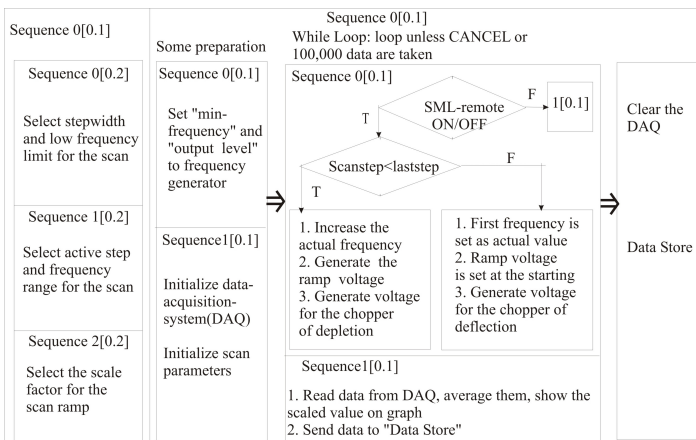 Sequence 0[0.1]
Sequence 0[0.2]
Select stepwidth
and low frequency
limit for the scan
Sequence 1[0.2]
Select active step
and frequency
range for the scan
Sequence 2[0.2]
Select the scale
factor for the
scan ramp
Some preparation
Sequence 0[0.1]
Set "min-
frequency" and
"output level"
to frequency
generator
Sequence1[0.1]
Initialize data-
acquisition-
system(DAQ)
Initialize scan
parameters
Sequence 0[0.1]
While Loop: loop unless CANCEL or
100,000 data are taken
Sequence 0[0.1]
SML-remote
ON/OFF
T
F
1[0.1]
Scanstep<laststep
T
F
1. Increase the
actual frequency
2. Generate the
ramp voltage
3. Generate voltage
for the chopper
of depletion
1. First frequency is
set as actual value
2. Ramp voltage
is set at the starting
3. Generate voltage
for the chopper of
deflection
Sequence1[0.1]
1. Read data from DAQ, average them, show the
scaled value on graph
2. Send data to "Data Store"
Clear the
DAQ
Data Store